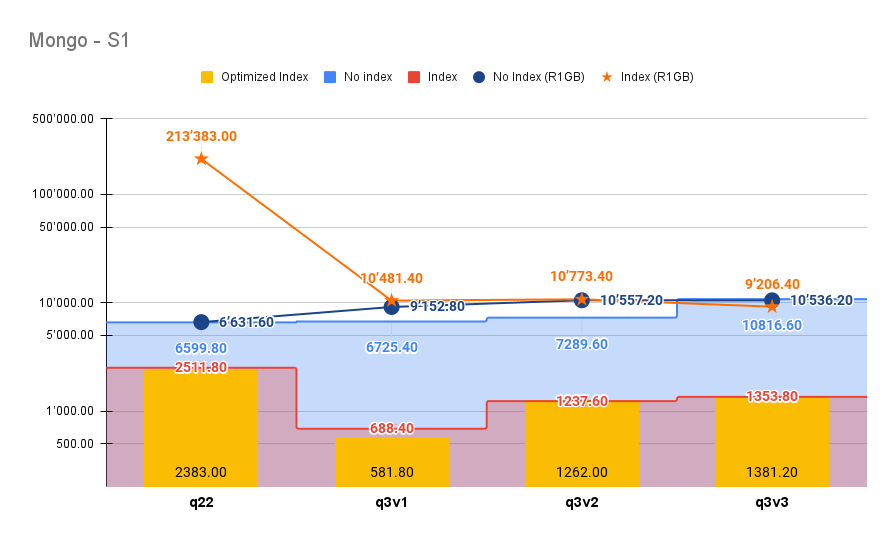 Mongo - S1
Optimized Index No index Index No Index (R1GB) Index (R1GB)
500’000.00
213’383.00
100’000.00
50’000.00
10’481.40 10’773.40 9’206.40
10’000.00
9’152.80 10’557.20 10’536.20
6’631.60
10816.60
5’000.00
6599.80 6725.40 7289.60
2511.80
1353.80
1237.60
1’000.00
688.40
500.00
2383.00 581.80 1262.00 1381.20
q22 q3v1 q3v2 q3v3